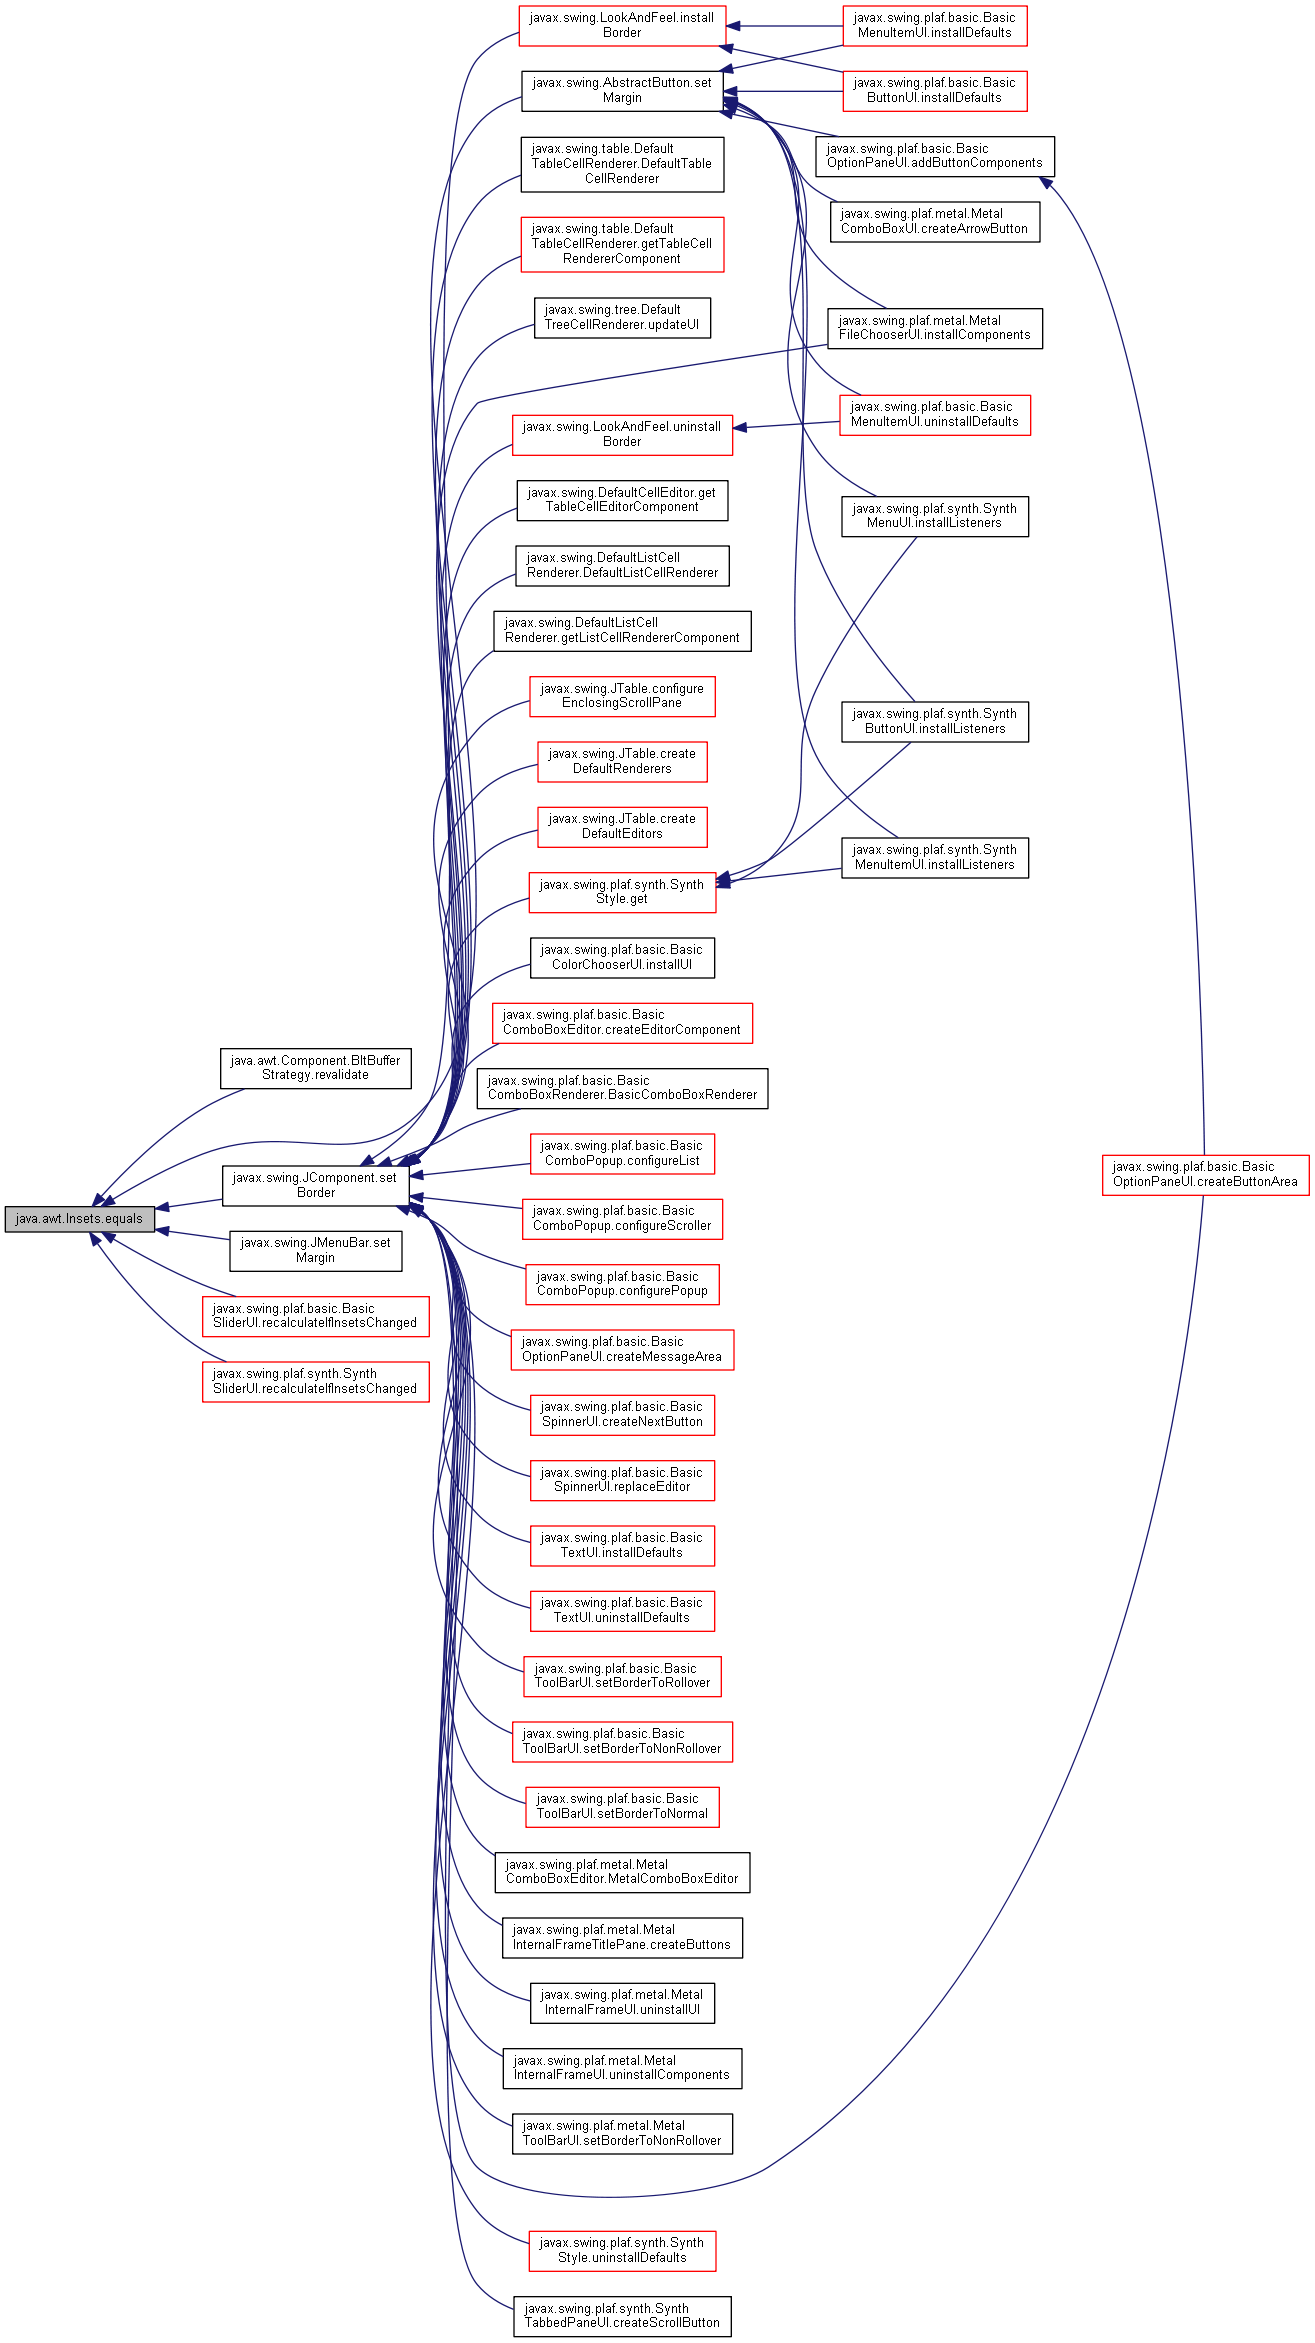 java.awt.Insets.equals
java.awt.Component.BltBuffer
Strategy.revalidate
javax.swing.JComponent.set
Border
javax.swing.JMenuBar.set
Margin
javax.swing.plaf.basic.Basic
SliderUI.recalculateIfInsetsChanged
javax.swing.plaf.synth.Synth
SliderUI.recalculateIfInsetsChanged
javax.swing.LookAndFeel.install
Border
javax.swing.AbstractButton.set
Margin
javax.swing.table.Default
TableCellRenderer.DefaultTable
CellRenderer
javax.swing.table.Default
TableCellRenderer.getTableCell
RendererComponent
javax.swing.tree.Default
TreeCellRenderer.updateUI
javax.swing.LookAndFeel.uninstall
Border
javax.swing.DefaultCellEditor.get
TableCellEditorComponent
javax.swing.DefaultListCell
Renderer.DefaultListCellRenderer
javax.swing.DefaultListCell
Renderer.getListCellRendererComponent
javax.swing.JTable.configure
EnclosingScrollPane
javax.swing.JTable.create
DefaultRenderers
javax.swing.JTable.create
DefaultEditors
javax.swing.plaf.synth.Synth
Style.get
javax.swing.plaf.basic.Basic
ColorChooserUI.installUI
javax.swing.plaf.basic.Basic
ComboBoxEditor.createEditorComponent
javax.swing.plaf.basic.Basic
ComboBoxRenderer.BasicComboBoxRenderer
javax.swing.plaf.basic.Basic
ComboPopup.configureList
javax.swing.plaf.basic.Basic
ComboPopup.configureScroller
javax.swing.plaf.basic.Basic
ComboPopup.configurePopup
javax.swing.plaf.basic.Basic
OptionPaneUI.createMessageArea
javax.swing.plaf.basic.Basic
SpinnerUI.createNextButton
javax.swing.plaf.basic.Basic
SpinnerUI.replaceEditor
javax.swing.plaf.basic.Basic
TextUI.installDefaults
javax.swing.plaf.basic.Basic
TextUI.uninstallDefaults
javax.swing.plaf.basic.Basic
ToolBarUI.setBorderToRollover
javax.swing.plaf.basic.Basic
ToolBarUI.setBorderToNonRollover
javax.swing.plaf.basic.Basic
ToolBarUI.setBorderToNormal
javax.swing.plaf.metal.Metal
ComboBoxEditor.MetalComboBoxEditor
javax.swing.plaf.metal.Metal
InternalFrameTitlePane.createButtons
javax.swing.plaf.metal.Metal
InternalFrameUI.uninstallUI
javax.swing.plaf.metal.Metal
InternalFrameUI.uninstallComponents
javax.swing.plaf.metal.Metal
ToolBarUI.setBorderToNonRollover
javax.swing.plaf.synth.Synth
Style.uninstallDefaults
javax.swing.plaf.synth.Synth
TabbedPaneUI.createScrollButton
javax.swing.plaf.basic.Basic
MenuItemUI.installDefaults
javax.swing.plaf.basic.Basic
ButtonUI.installDefaults
javax.swing.plaf.basic.Basic
OptionPaneUI.addButtonComponents
javax.swing.plaf.metal.Metal
ComboBoxUI.createArrowButton
javax.swing.plaf.metal.Metal
FileChooserUI.installComponents
javax.swing.plaf.basic.Basic
MenuItemUI.uninstallDefaults
javax.swing.plaf.synth.Synth
MenuUI.installListeners
javax.swing.plaf.synth.Synth
ButtonUI.installListeners
javax.swing.plaf.synth.Synth
MenuItemUI.installListeners
javax.swing.plaf.basic.Basic
OptionPaneUI.createButtonArea